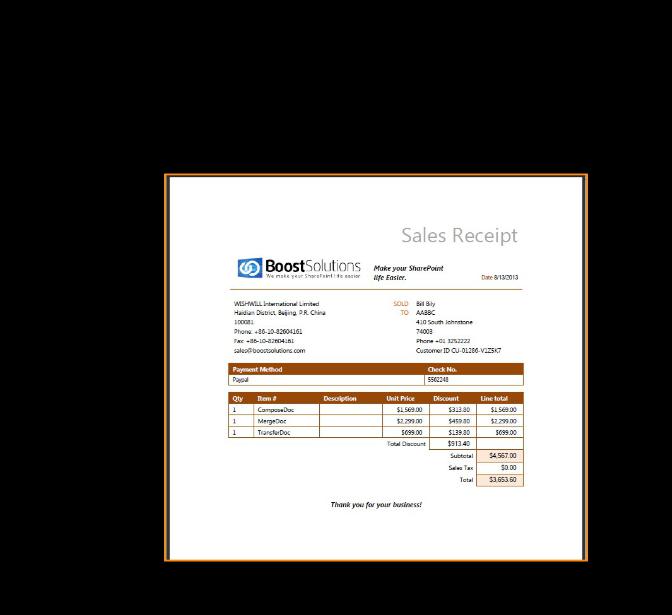 Sales Receipt
BoostSolutions
We make your SharePoint life easier
Make your SharePoint
life Easier.
Date 8/13/2013
WISHWILL International Limited
Haidian District, Beijing, P.R. China
100081
Phone: +86-10-82604161
Fax: +86-10-82604161
sales@boostsolutions.com
SOLD TO
Bill Bily
AABBC
410 South Johnstone
74003
Phone +01 3252222
Customer ID CU-01286-V1Z5K7
Payment Method Check No.
Paypal 5562248
Qty Item # Description Unit Price Discount Line total
1 ComposeDoc $1,569.00 $313.80 $1,569.00
1 MergeDoc $2,299.00 $459.80 $2,299.00
1 TransferDoc $699.00 $139.80 $699.00
Total Discount $913.40
Subtotal $4,567.00
Sales Tax $0.00
Total $3,653.60
Thank you for your business!